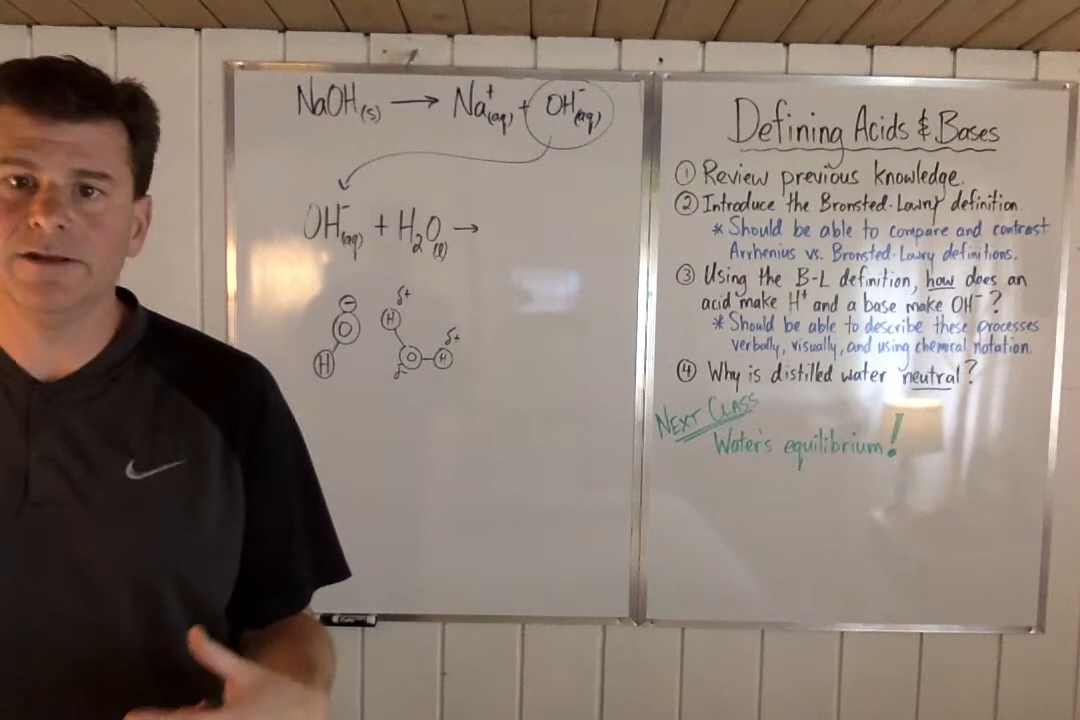 NaOH(s) → Na⁺(aq) + OH⁻(aq)
OH⁻(aq) + H₂O(l) →
δ+
H
δ+
O
H
O
H
δ-
Defining Acids & Bases
① Review previous knowledge.
② Introduce the Bronsted-Lowry definition
* Should be able to compare and contrast
Arrhenius vs. Bronsted-Lowry definitions.
③ Using the B-L definition, how does an
acid make H⁺ and a base make OH⁻?
* Should be able to describe these processes
verbally, visually, and using chemical notation.
④ Why is distilled water neutral?
NEXT CLASS
Water's equilibrium!